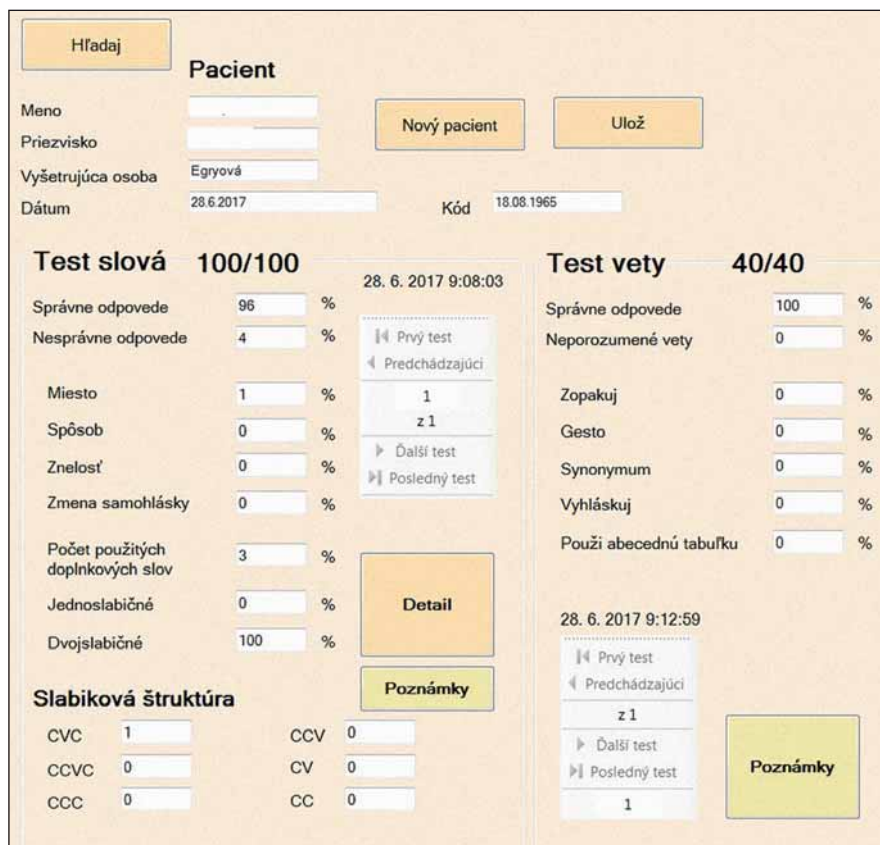 Hľadaj
Pacient
Meno
Nový pacient
Ulož
Priezvisko
Vyšetrujúca osoba Egryová
Dátum 28.6.2017 Kód 18.08.1965
Test slová 100/100
28. 6. 2017 9:08:03
Správne odpovede 96 %
Nesprávne odpovede 4 %
Prvý test
Predchádzajúci
1
z 1
Ďalší test
Posledný test
Miesto 1 %
Spôsob 0 %
Znelosť 0 %
Zmena samohlásky 0 %
Počet použitých
doplnkových slov 3 %
Jednoslabičné 0 %
Dvojslabičné 100 %
Detail
Poznámky
Slabiková štruktúra
CVC 1 CCV 0
CCVC 0 CV 0
CCC 0 CC 0
Test vety 40/40
Správne odpovede 100 %
Neporozumené vety 0 %
Zopakuj 0 %
Gesto 0 %
Synonymum 0 %
Vyhláskuj 0 %
Použi abecednú tabuľku 0 %
28. 6. 2017 9:12:59
Prvý test
Predchádzajúci
z 1
Ďalší test
Posledný test
1
Poznámky